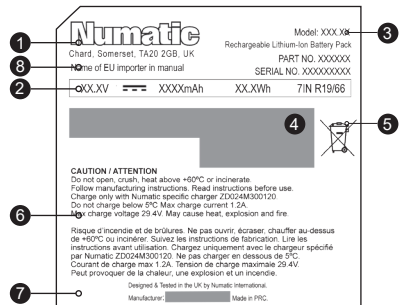 Numatic
Model: XXX.XX
Chard, Somerset, TA20 2GB, UK
Rechargeable Lithium-Ion Battery Pack
PART NO. XXXXXX
Name of EU importer in manual
SERIAL NO. XXXXXXXXX
XX.XV XXXXmAh XX.XWh 7IN R19/66
CAUTION / ATTENTION
Do not open, crush, heat above +60ºC or incinerate.
Follow manufacturing instructions. Read instructions before use.
Charge only with Numatic specific charger ZD024M300120
Do not charge below 5ºC Max charge current 1.2A.
Max charge voltage 29.4V. May cause heat, explosion and fire
Risque d'incendie et de brûlures. Ne pas ouvrir, écraser, chauffer au-dessus
de +60ºC ou incinérer. Suivez les instructions de fabrication. Lire les
instructions avant utilisation. Chargez uniquement avec le chargeur spécifié
par Numatic ZD024M300120. Ne pas charger en dessous de 5ºC.
Courant de charge max 1.2A. Tension de charge maximale 29.4V.
Peut provoquer de la chaleur, une explosion et un incendie.
Designed & Tested in the UK by Numatic International.
Manufacturer: Made in PRC.
1
8
2
3
4
5
6
7